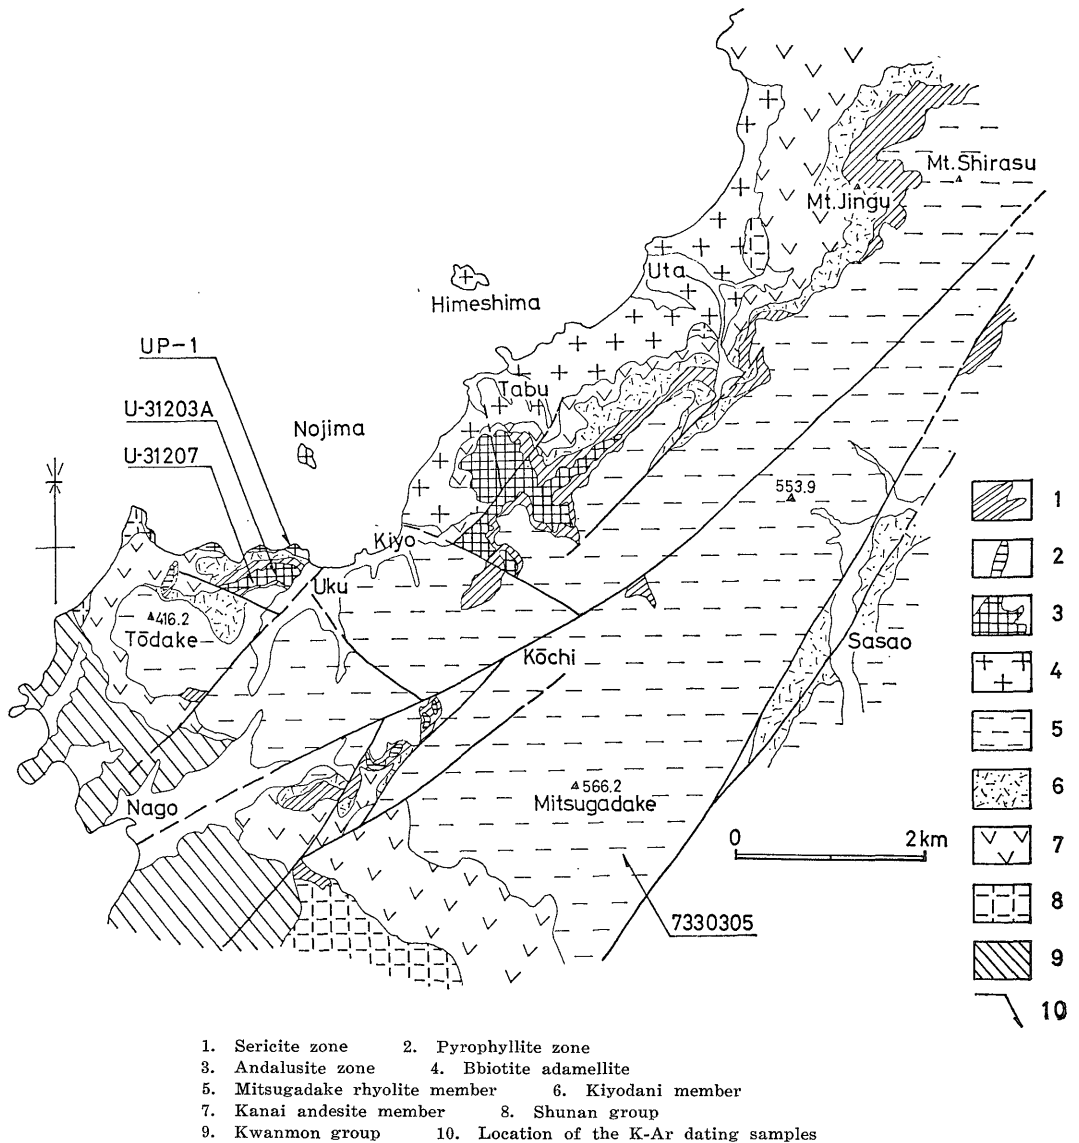 Mt.Shirasu
Mt.Jingu
Uta
Himeshima
UP-1
Tabu
U-31203A
Nojima
U-31207
553.9
1
Kiyo
2
Uku
3
416.2
Tōdake
Sasao
Kōchi
4
5
566.2
6
Nago
Mitsugadake
0 2km
7
8
7330305
9
10
1. Sericite zone 2. Pyrophyllite zone
3. Andalusite zone 4. Bbiotite adamellite
5. Mitsugadake rhyolite member 6. Kiyodani member
7. Kanai andesite member 8. Shunan group
9. Kwanmon group 10. Location of the K-Ar dating samples